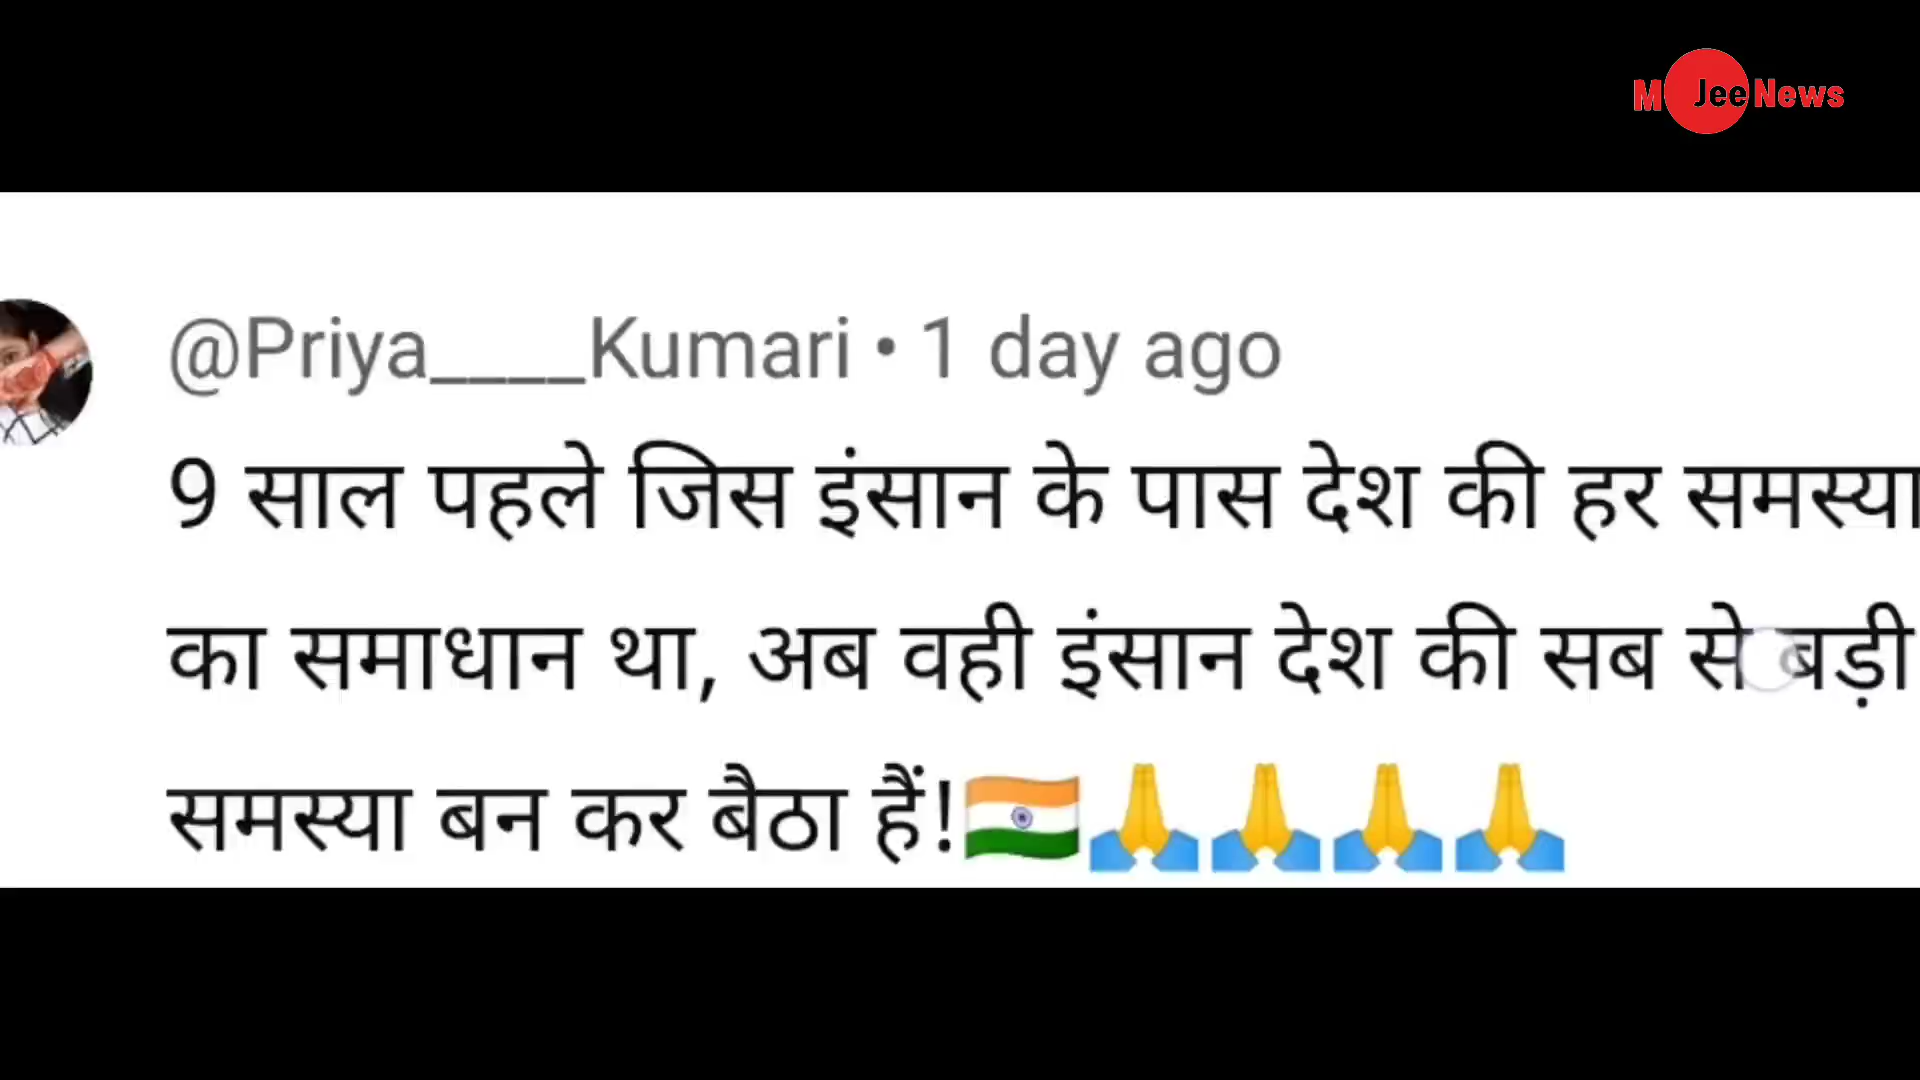 M Jee News
@Priya____Kumari • 1 day ago
9 साल पहले जिस इंसान के पास देश की हर समस्या
का समाधान था, अब वही इंसान देश की सब से बड़ी
समस्या बन कर बैठा हैं!🇮🇳🙏🙏🙏🙏